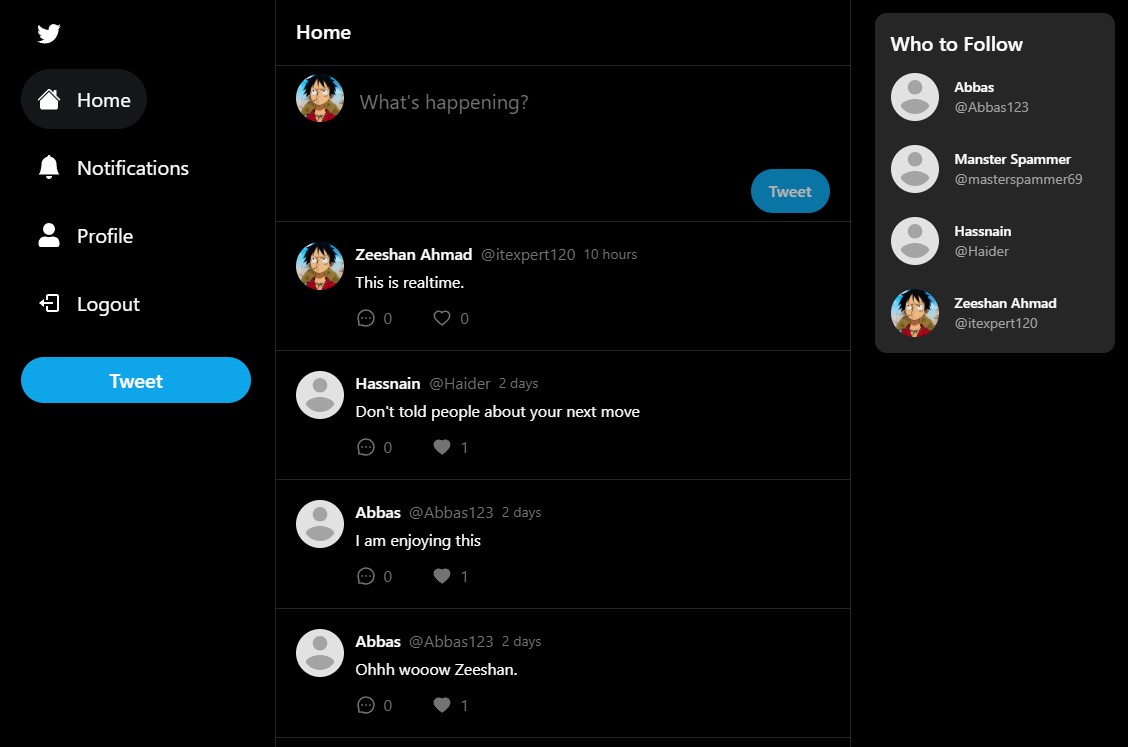 Home
Notifications
Profile
Logout
Tweet
Home
What's happening?
Tweet
Zeeshan Ahmad @itexpert120 10 hours
This is realtime.
0 0
Hassnain @Haider 2 days
Don't told people about your next move
0 1
Abbas @Abbas123 2 days
I am enjoying this
0 1
Abbas @Abbas123 2 days
Ohhh wooow Zeeshan.
0 1
Who to Follow
Abbas
@Abbas123
Manster Spammer
@masterspammer69
Hassnain
@Haider
Zeeshan Ahmad
@itexpert120